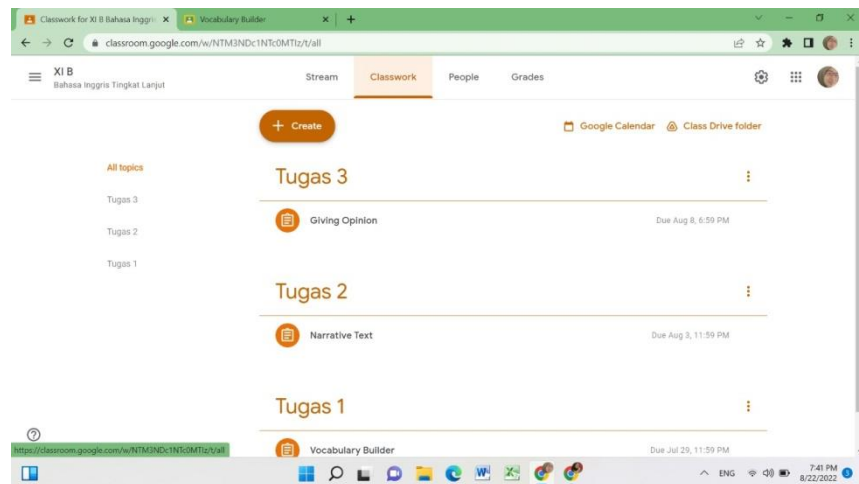 Classwork for XI B Bahasa Inggris
Vocabulary Builder
classroom.google.com/w/NTM3NDc1NTc0MTIz/t/all
XI B
Bahasa Inggris Tingkat Lanjut
Stream Classwork People Grades
+ Create
Google Calendar Class Drive folder
All topics
Tugas 3
Tugas 2
Tugas 1
Tugas 3
Giving Opinion Due Aug 8, 6:59 PM
Tugas 2
Narrative Text Due Aug 3, 11:59 PM
Tugas 1
Vocabulary Builder Due Jul 29, 11:59 PM
https://classroom.google.com/w/NTM3NDc1NTc0MTIz/t/all
ENG
7:41 PM
8/22/2022